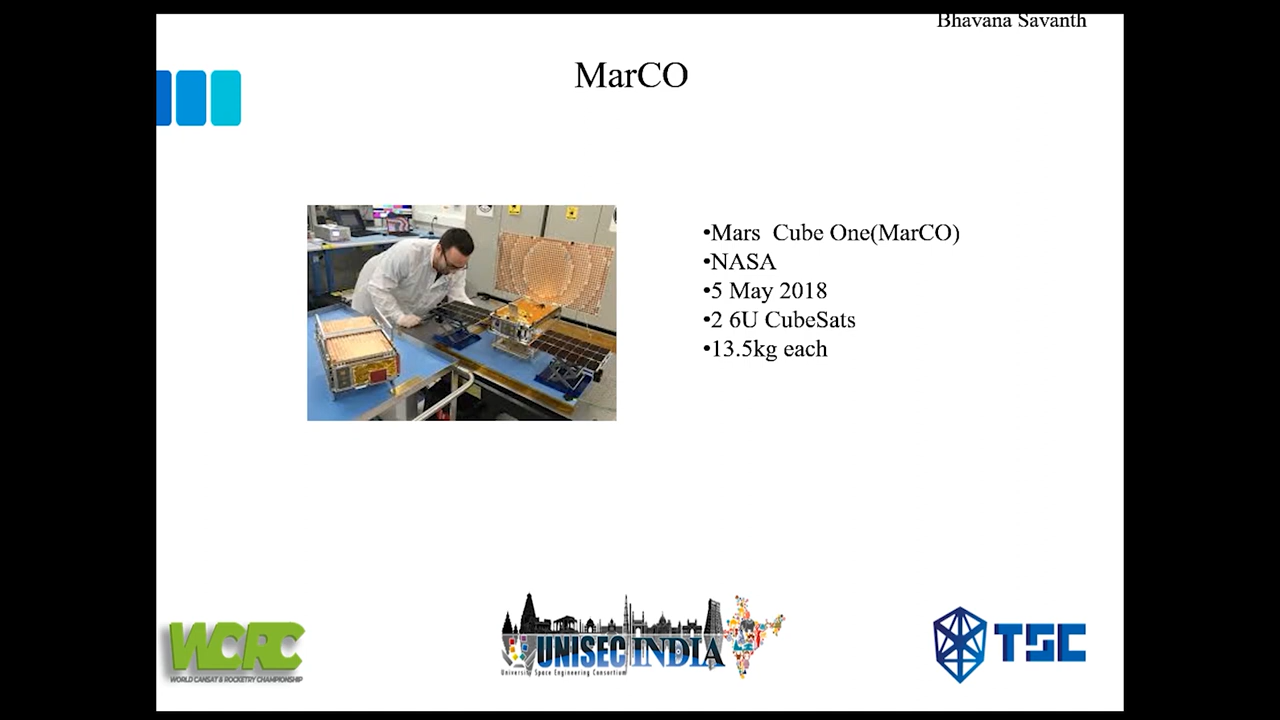 Bhavana Savanth
MarCO
•Mars  Cube One(MarCO)
•NASA
•5 May 2018
•2 6U CubeSats
•13.5kg each
WCRC
WORLD CANSAT & ROCKETRY CHAMPIONSHIP
UNISEC INDIA
University Space Engineering Consortium
TSC